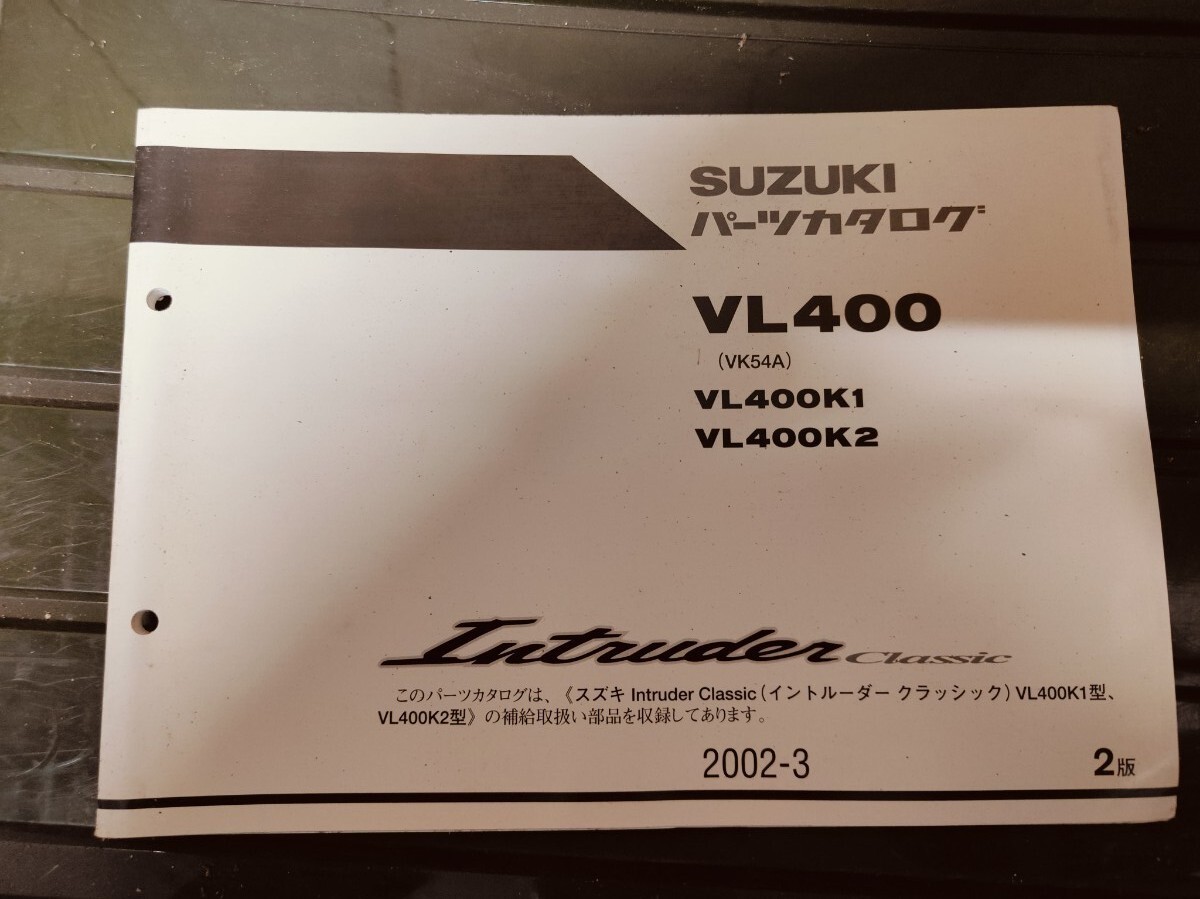 SUZUKI
パーツカタログ
VL400
(VK54A)
VL400K1
VL400K2
Intruder Classic
このパーツカタログは、《スズキ Intruder Classic(イントルーダー クラッシック)VL400K1型、
VL400K2型》の補給取扱い部品を収録してあります。
2002-3
2版